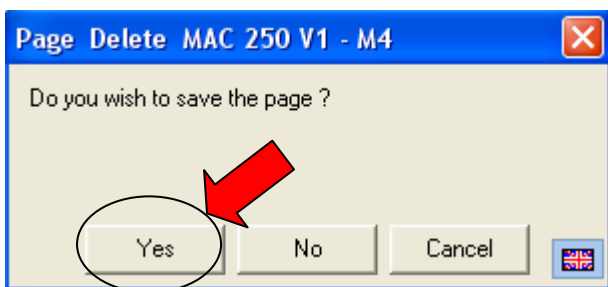 Page Delete MAC 250 V1 - M4
Do you wish to save the page ?
Yes No Cancel